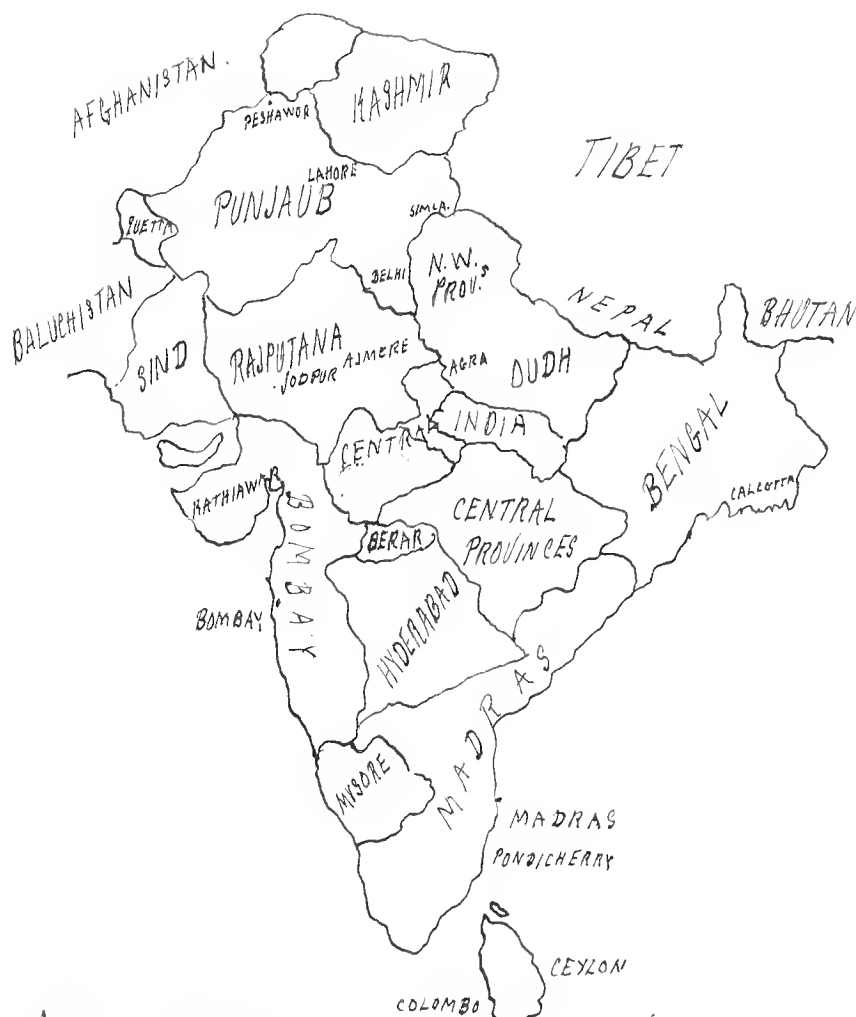 AFGHANISTAN.
KASHMIR
PESHAWOR
TIBET
LAHORE
PUNJAUB
SIMLA.
QUETTA
DELHI
N.W.
PROV.S
BALUCHISTAN
NEPAL
BHUTAN
SIND
RAJPUTANA
JODPUR AJMERE
AGRA
OUDH
CENTRAL INDIA
BENGAL
CALCUTTA
KATHIAWAR
BOMBAY
CENTRAL
PROVINCES
BERAR
BOMBAY
HYDERABAD
MADRAS
MYSORE
MADRAS
PONDICHERRY
CEYLON
COLOMBO